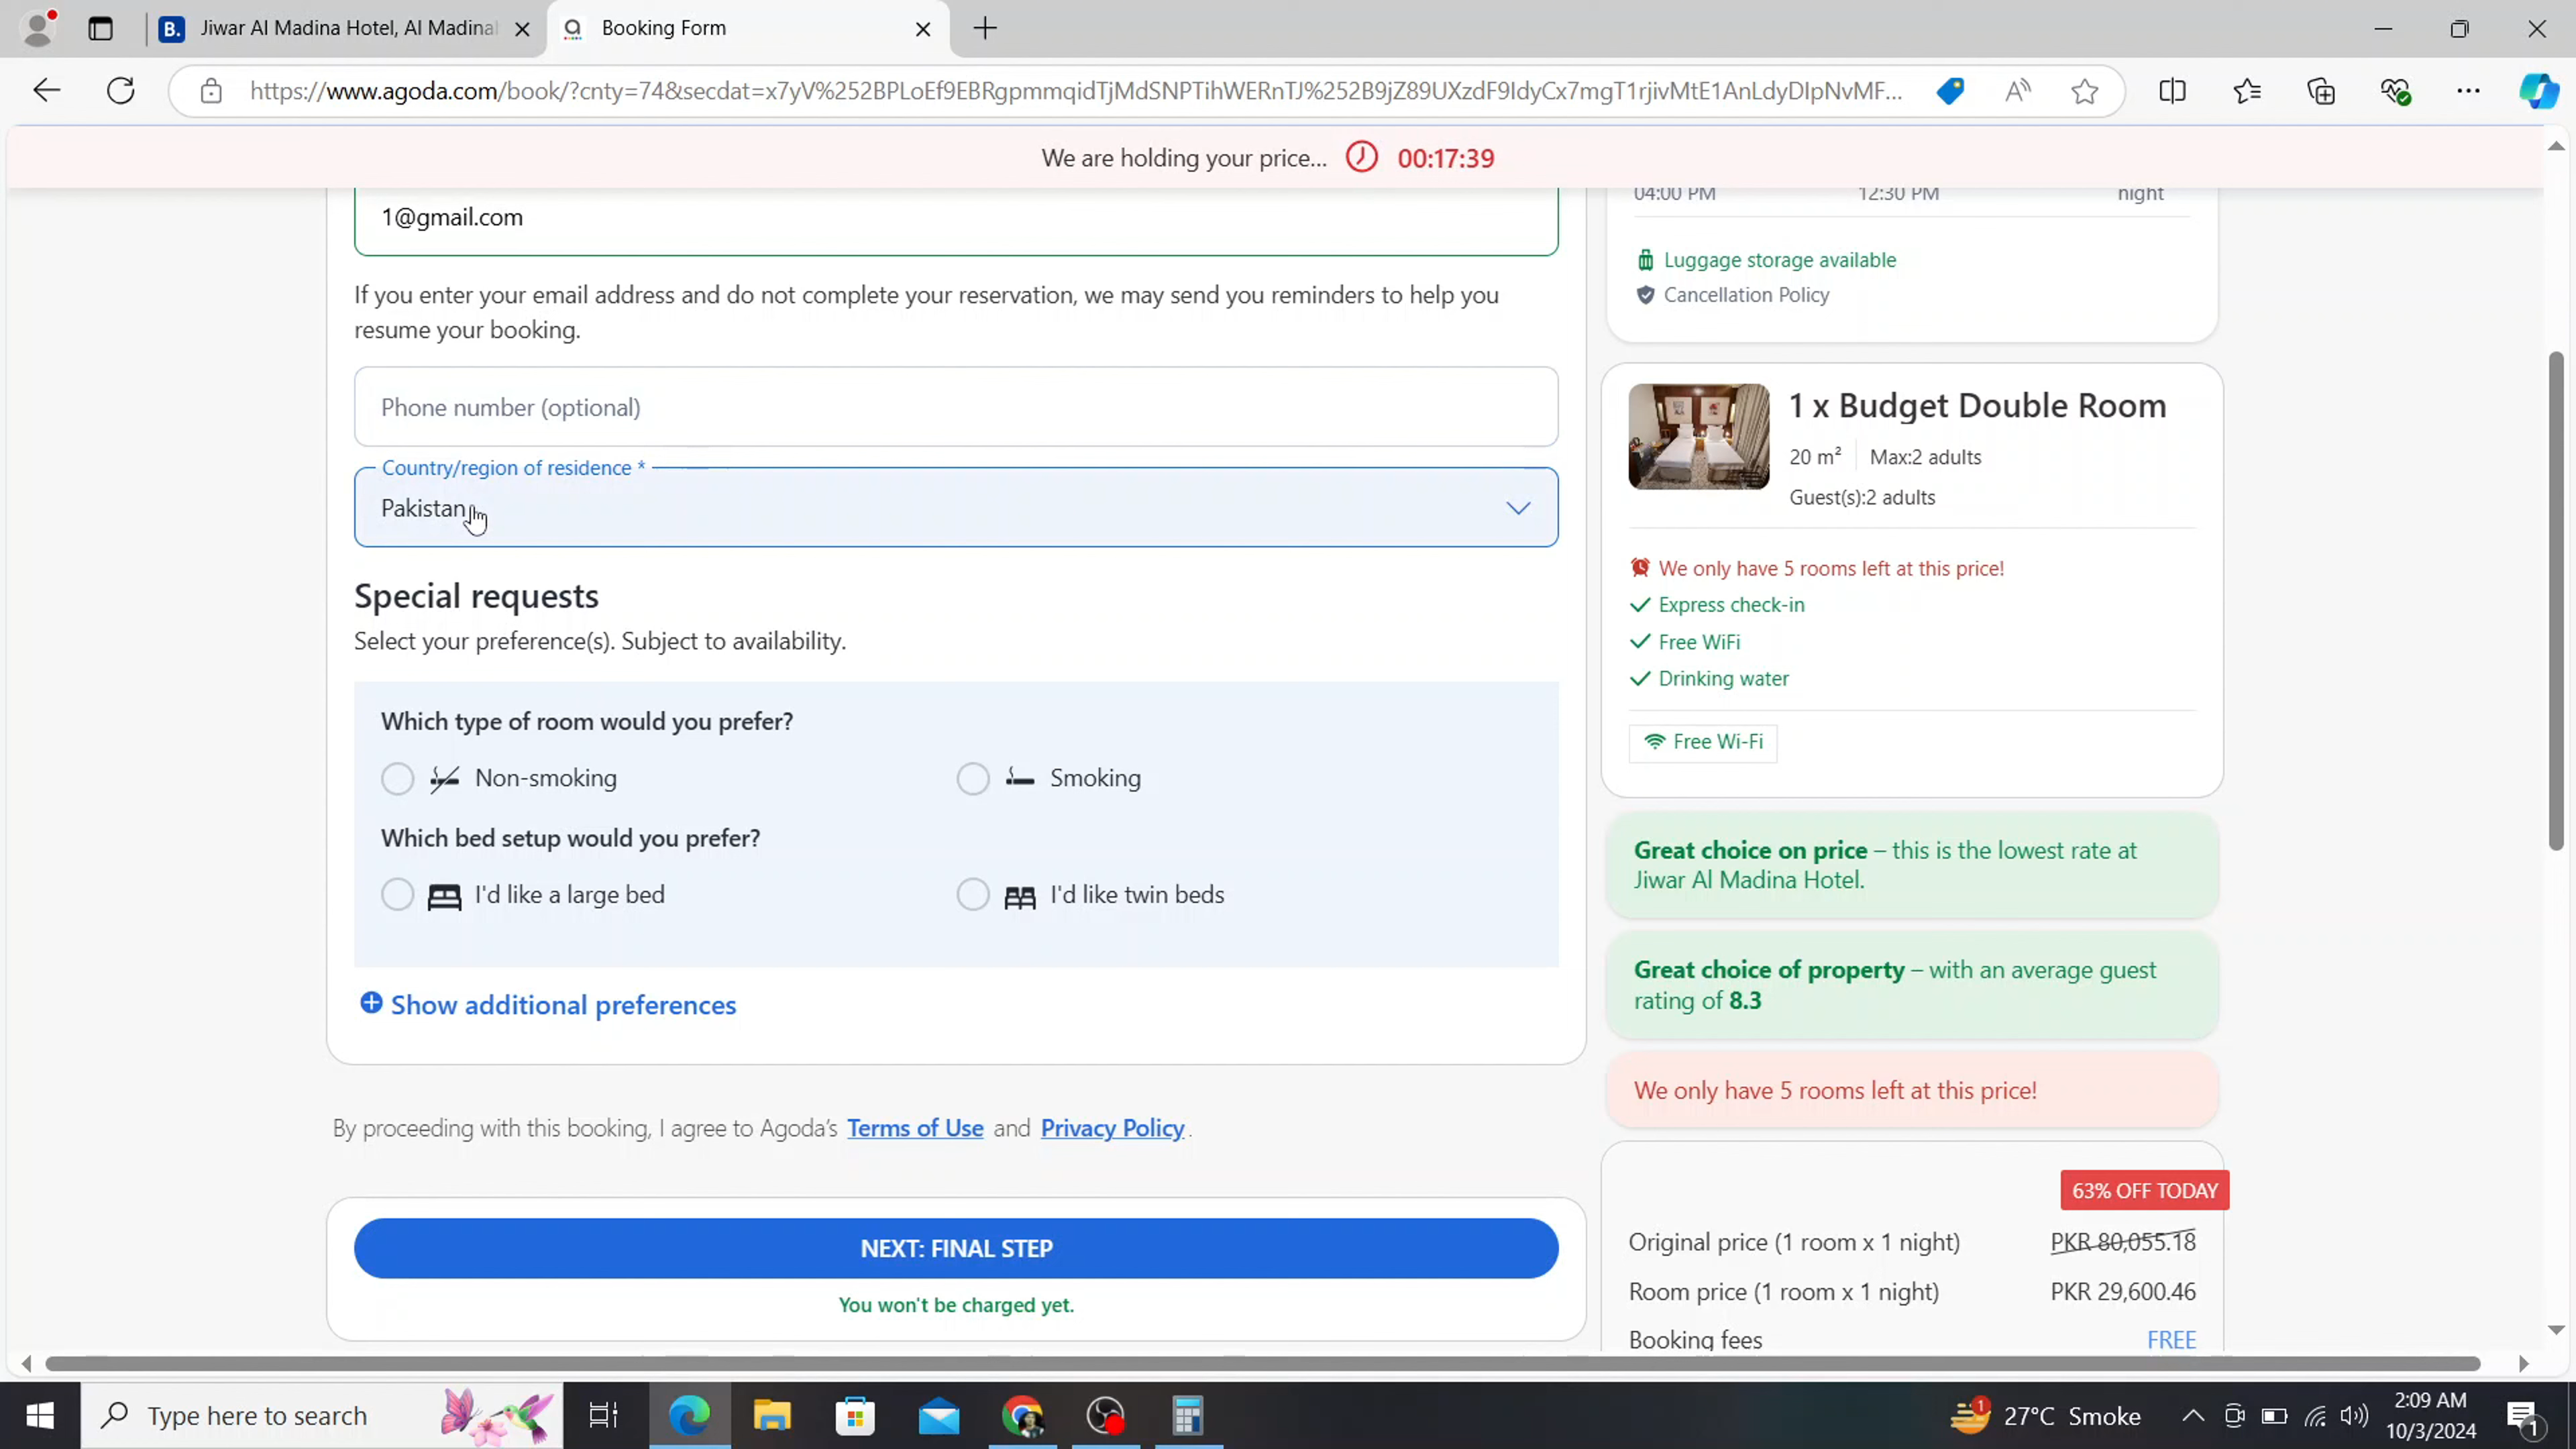 Jiwar Al Madina Hotel, Al Madinal
Booking Form
https://www.agoda.com/book/?cnty=74&secdat=x7yV%252BPLoEf9EBRgpmmqidTjMdSNPTihWERnTJ%252B9jZ89UXzdF9IdyCx7mgT1rjivMtE1AnLdyDIpNvMF...
We are holding your price... 00:17:39
1@gmail.com
If you enter your email address and do not complete your reservation, we may send you reminders to help you
resume your booking.
Phone number (optional)
Country/region of residence *
Pakistan
Special requests
Select your preference(s). Subject to availability.
Which type of room would you prefer?
Non-smoking
Smoking
Which bed setup would you prefer?
I'd like a large bed
I'd like twin beds
Show additional preferences
By proceeding with this booking, I agree to Agoda's Terms of Use and Privacy Policy.
NEXT: FINAL STEP
You won't be charged yet.
04:00 PM 12:30 PM night
Luggage storage available
Cancellation Policy
1 x Budget Double Room
20 m² Max:2 adults
Guest(s):2 adults
We only have 5 rooms left at this price!
Express check-in
Free WiFi
Drinking water
Free Wi-Fi
Great choice on price – this is the lowest rate at
Jiwar Al Madina Hotel.
Great choice of property – with an average guest
rating of 8.3
We only have 5 rooms left at this price!
63% OFF TODAY
Original price (1 room x 1 night) PKR 80,055.18
Room price (1 room x 1 night) PKR 29,600.46
Booking fees FREE
Type here to search
1
27°C Smoke
2:09 AM
10/3/2024
1